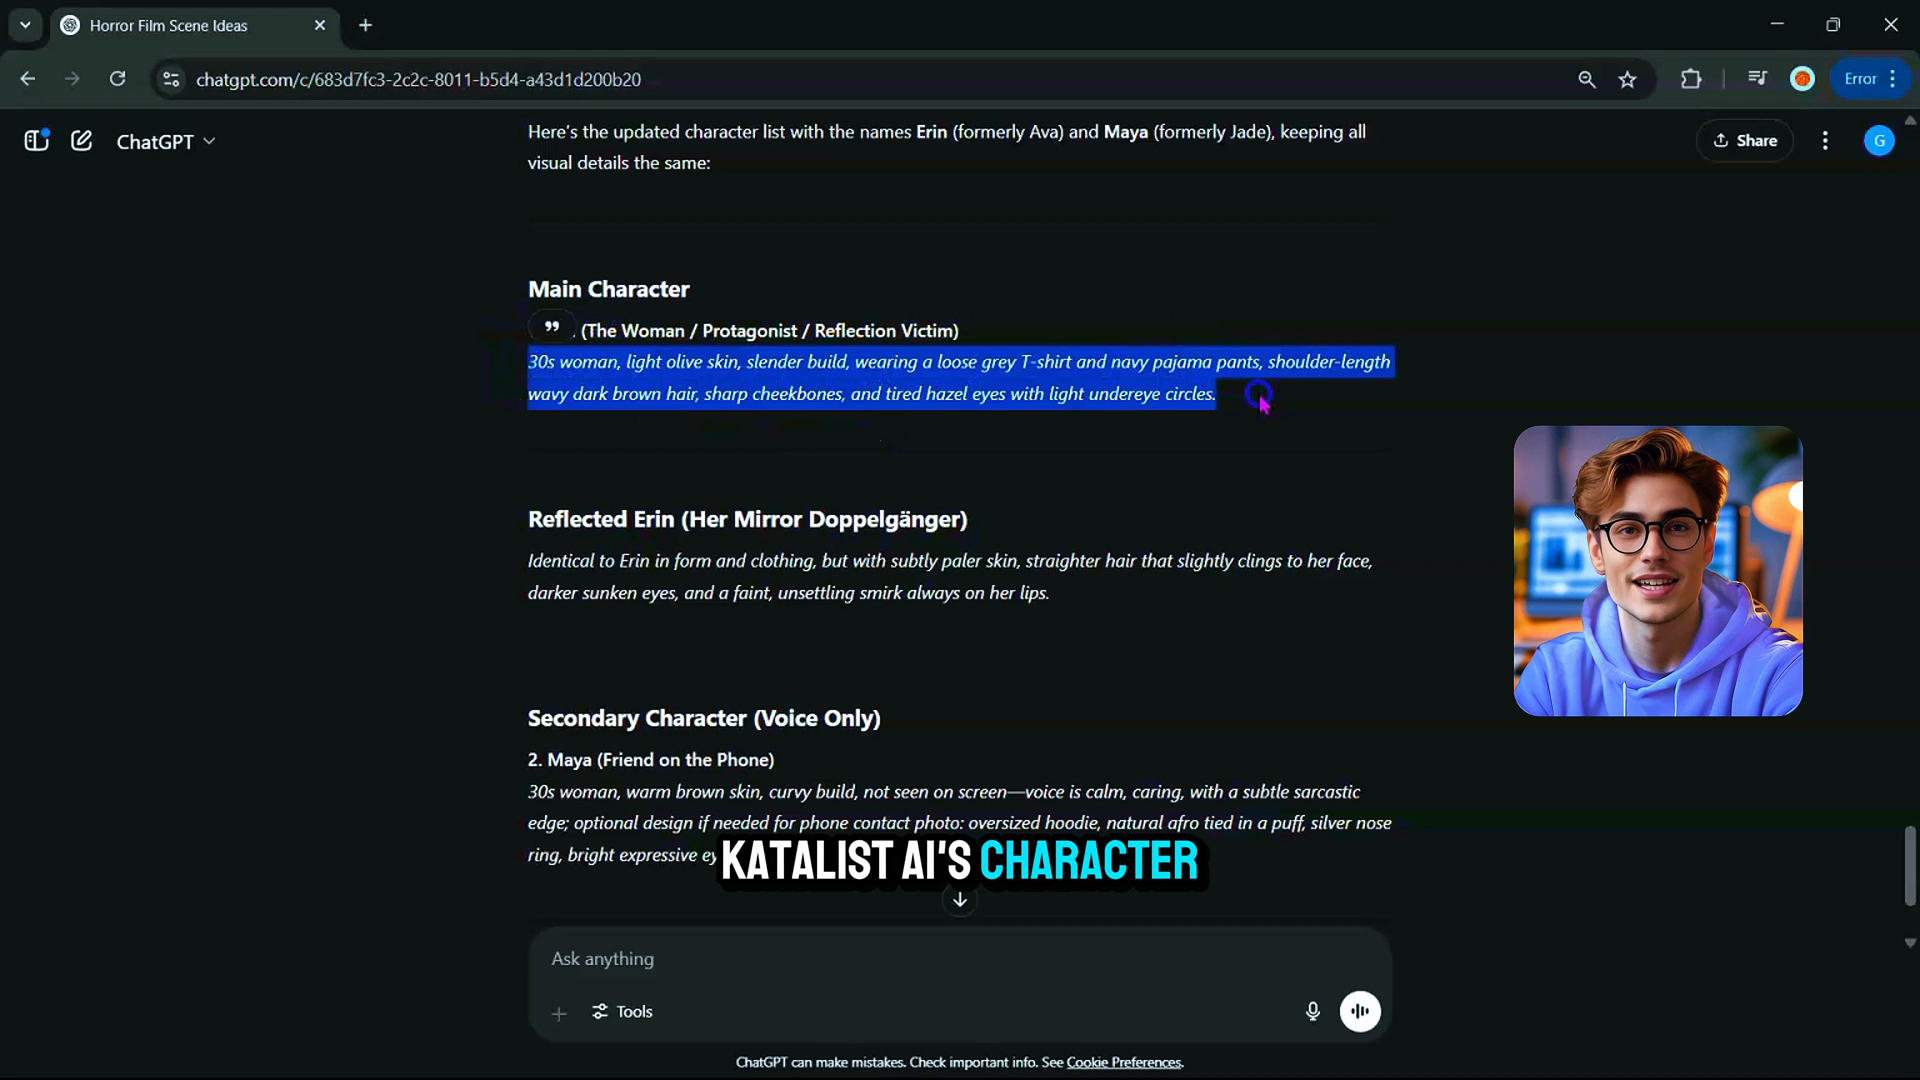 Horror Film Scene Ideas
chatgpt.com/c/683d7fc3-2c2c-8011-b5d4-a43d1d200b20
Error
ChatGPT
Share
G
Here's the updated character list with the names Erin (formerly Ava) and Maya (formerly Jade), keeping all
visual details the same:
Main Character
(The Woman / Protagonist / Reflection Victim)
30s woman, light olive skin, slender build, wearing a loose grey T-shirt and navy pajama pants, shoulder-length
wavy dark brown hair, sharp cheekbones, and tired hazel eyes with light undereye circles.
Reflected Erin (Her Mirror Doppelgänger)
Identical to Erin in form and clothing, but with subtly paler skin, straighter hair that slightly clings to her face,
darker sunken eyes, and a faint, unsettling smirk always on her lips.
Secondary Character (Voice Only)
2. Maya (Friend on the Phone)
30s woman, warm brown skin, curvy build, not seen on screen—voice is calm, caring, with a subtle sarcastic
edge; optional design if needed for phone contact photo: oversized hoodie, natural afro tied in a puff, silver nose
ring, bright expressive
KATALIST AI'S CHARACTER
Ask anything
Tools
ChatGPT can make mistakes. Check important info. See Cookie Preferences.